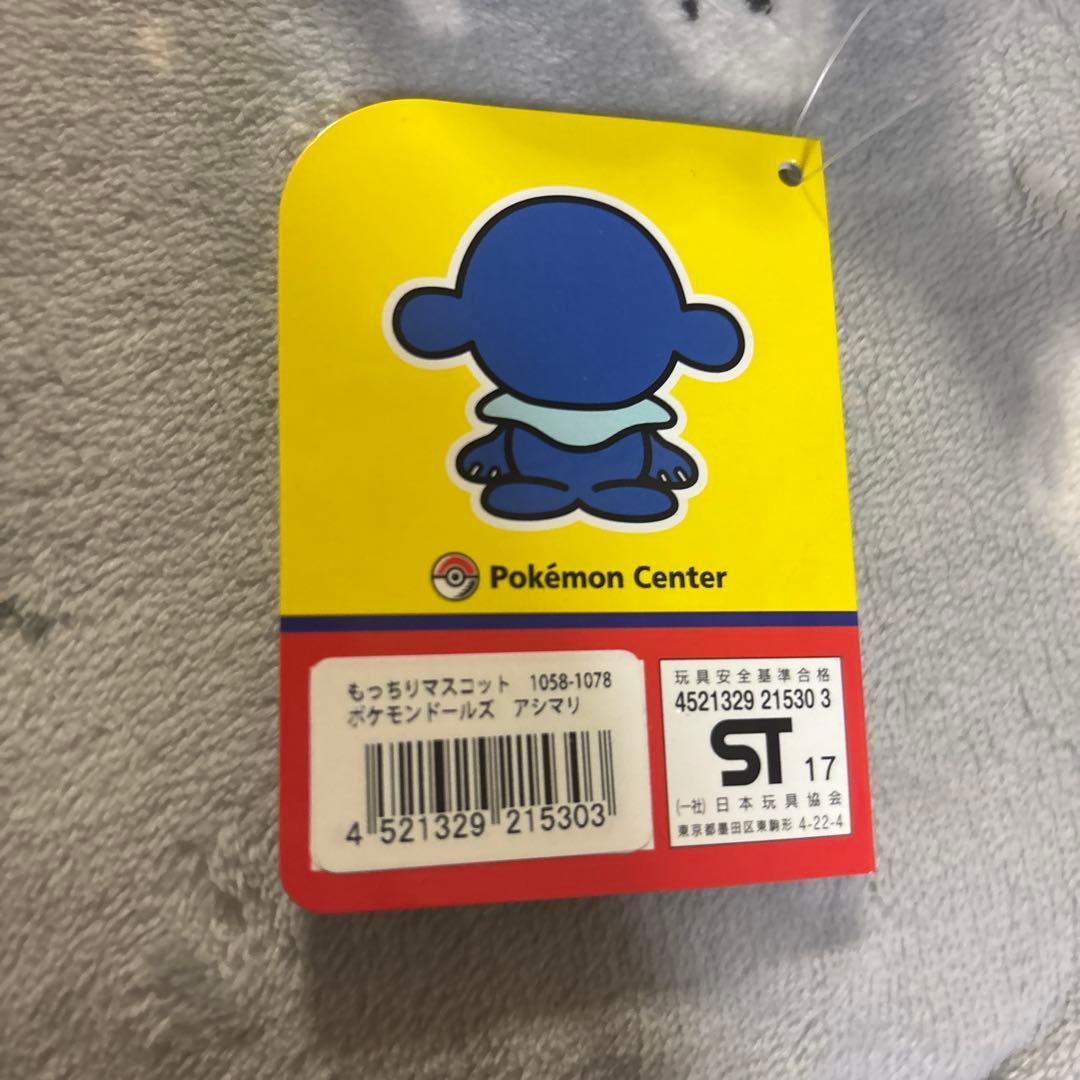 Pokémon Center
もっちりマスコット 1058-1078
ポケモンドールズ アシマリ
4 521329 215303
玩具安全基準合格
4521329 21530 3
ST 17
(一社)日本玩具協会
東京都墨田区東駒形 4-22-4